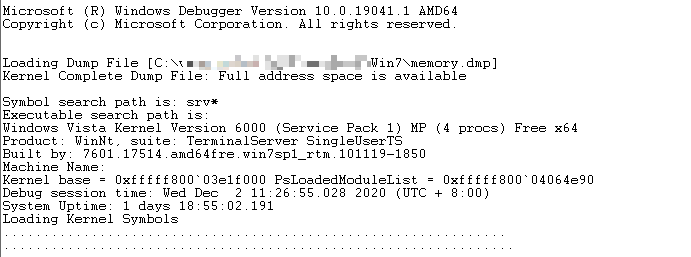 Microsoft (R) Windows Debugger Version 10.0.19041.1 AMD64
Copyright (c) Microsoft Corporation. All rights reserved.
Loading Dump File [C:\ Win7\memory.dmp]
Kernel Complete Dump File: Full address space is available
Symbol search path is: srv*
Executable search path is:
Windows Vista Kernel Version 6000 (Service Pack 1) MP (4 procs) Free x64
Product: WinNt, suite: TerminalServer SingleUserTS
Built by: 7601.17514.amd64fre.win7sp1_rtm.101119-1850
Machine Name:
Kernel base = 0xfffff800`03e1f000 PsLoadedModuleList = 0xfffff800`04064e90
Debug session time: Wed Dec  2 11:26:55.028 2020 (UTC + 8:00)
System Uptime: 1 days 18:55:02.191
Loading Kernel Symbols
...............................................................
................................................................